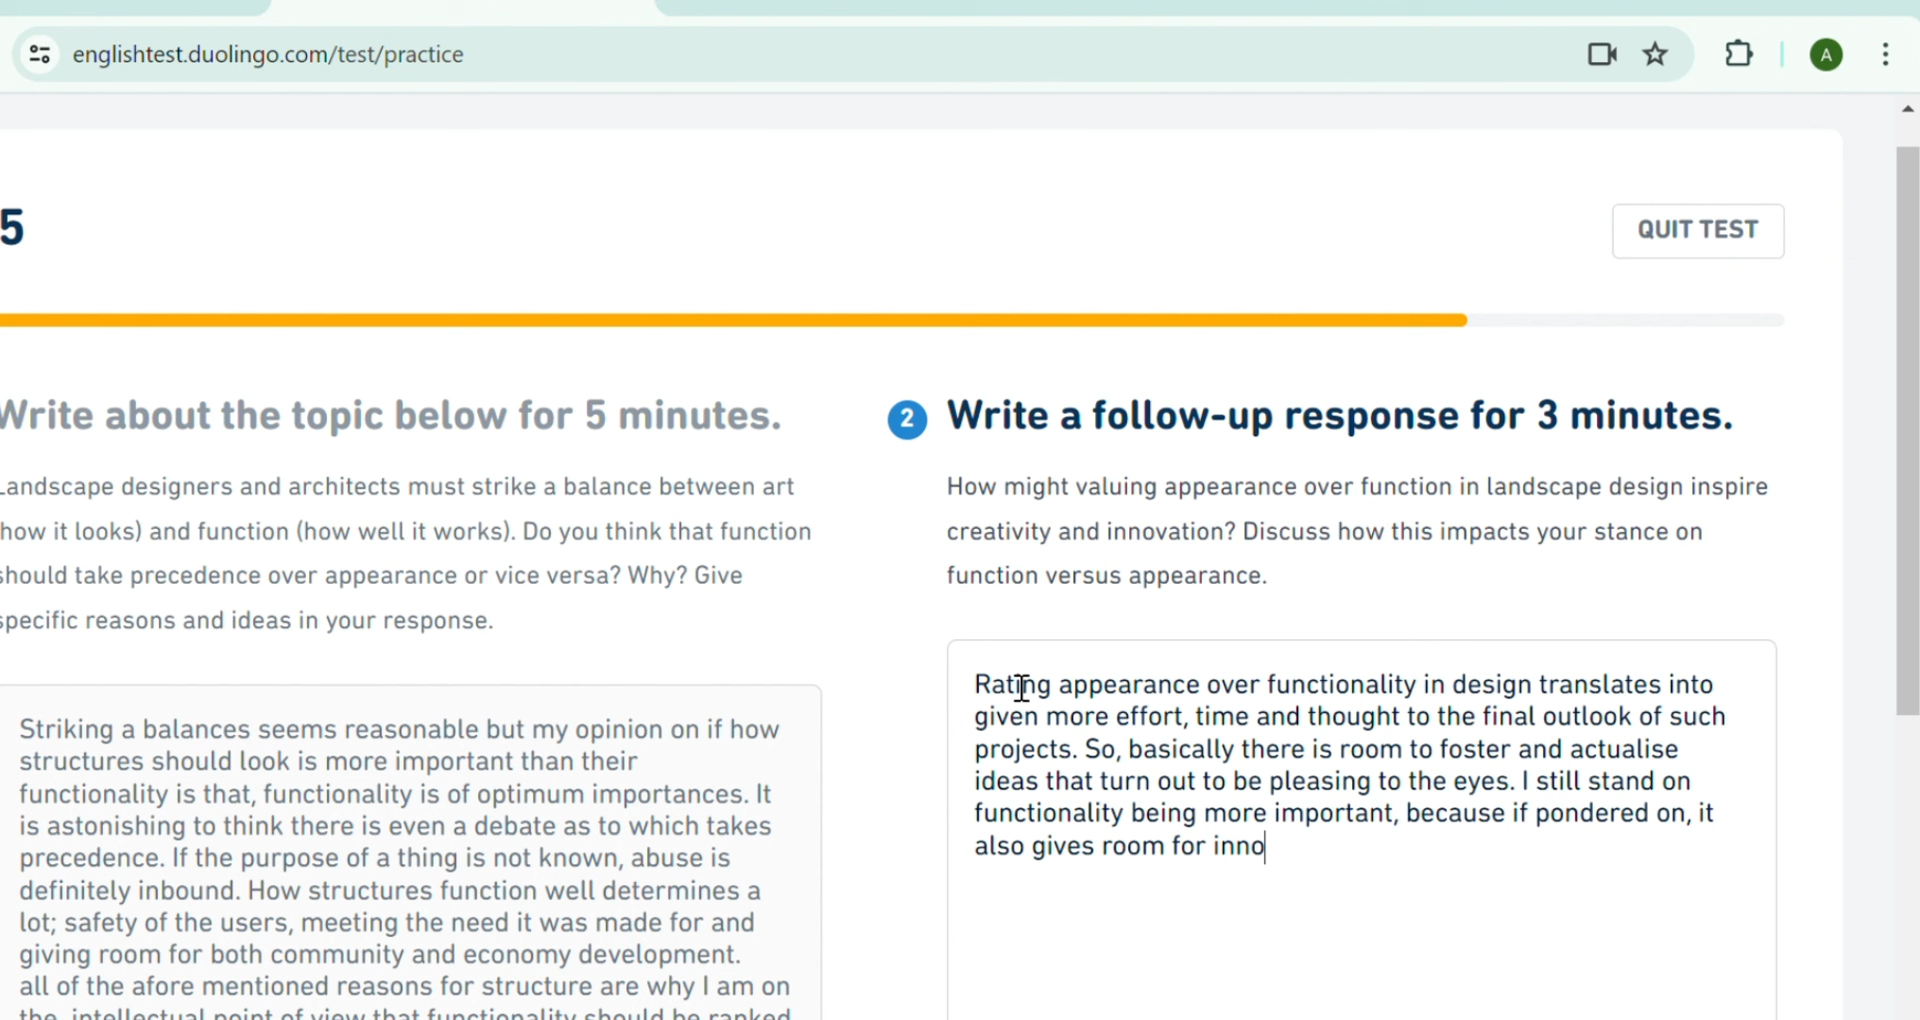 englishtest.duolingo.com/test/practice
A
5
QUIT TEST
Write about the topic below for 5 minutes.
Landscape designers and architects must strike a balance between art
how it looks) and function (how well it works). Do you think that function
should take precedence over appearance or vice versa? Why? Give
specific reasons and ideas in your response.
Striking a balances seems reasonable but my opinion on if how
structures should look is more important than their
functionality is that, functionality is of optimum importances. It
is astonishing to think there is even a debate as to which takes
precedence. If the purpose of a thing is not known, abuse is
definitely inbound. How structures function well determines a
lot; safety of the users, meeting the need it was made for and
giving room for both community and economy development.
all of the afore mentioned reasons for structure are why I am on
the intellectual point of view that functionality should be ranked
2 Write a follow-up response for 3 minutes.
How might valuing appearance over function in landscape design inspire
creativity and innovation? Discuss how this impacts your stance on
function versus appearance.
Rating appearance over functionality in design translates into
given more effort, time and thought to the final outlook of such
projects. So, basically there is room to foster and actualise
ideas that turn out to be pleasing to the eyes. I still stand on
functionality being more important, because if pondered on, it
also gives room for inno